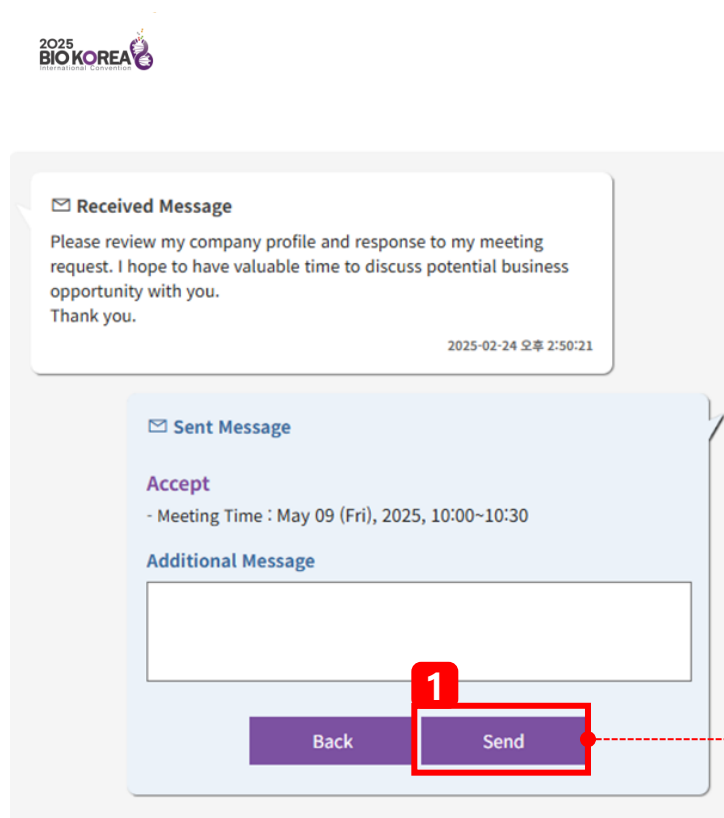 2025
BIO KOREA
International Convention
Received Message
Please review my company profile and response to my meeting
request. I hope to have valuable time to discuss potential business
opportunity with you.
Thank you.
2025-02-24 오후 2:50:21
Sent Message
Accept
- Meeting Time : May 09 (Fri), 2025, 10:00~10:30
Additional Message
1
Back Send